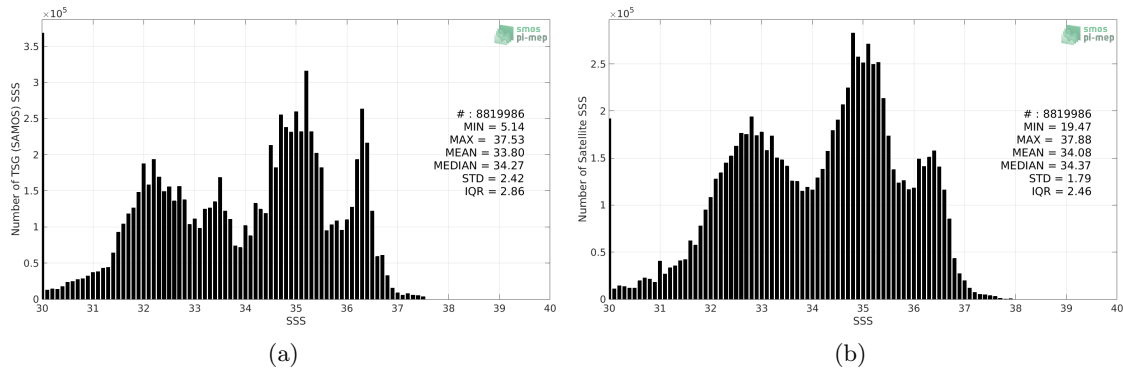 ×10⁵
3.5
3
2.5
2
1.5
1
0.5
0
30 31 32 33 34 35 36 37 38 39 40
SSS
Number of TSG (SAMOS) SSS
smos
pi-mep
# : 8819986
MIN = 5.14
MAX = 37.53
MEAN = 33.80
MEDIAN = 34.27
STD = 2.42
IQR = 2.86
(a)
×10⁵
2.5
2
1.5
1
0.5
0
30 31 32 33 34 35 36 37 38 39 40
SSS
Number of Satellite SSS
smos
pi-mep
# : 8819986
MIN = 19.47
MAX = 37.88
MEAN = 34.08
MEDIAN = 34.37
STD = 1.79
IQR = 2.46
(b)